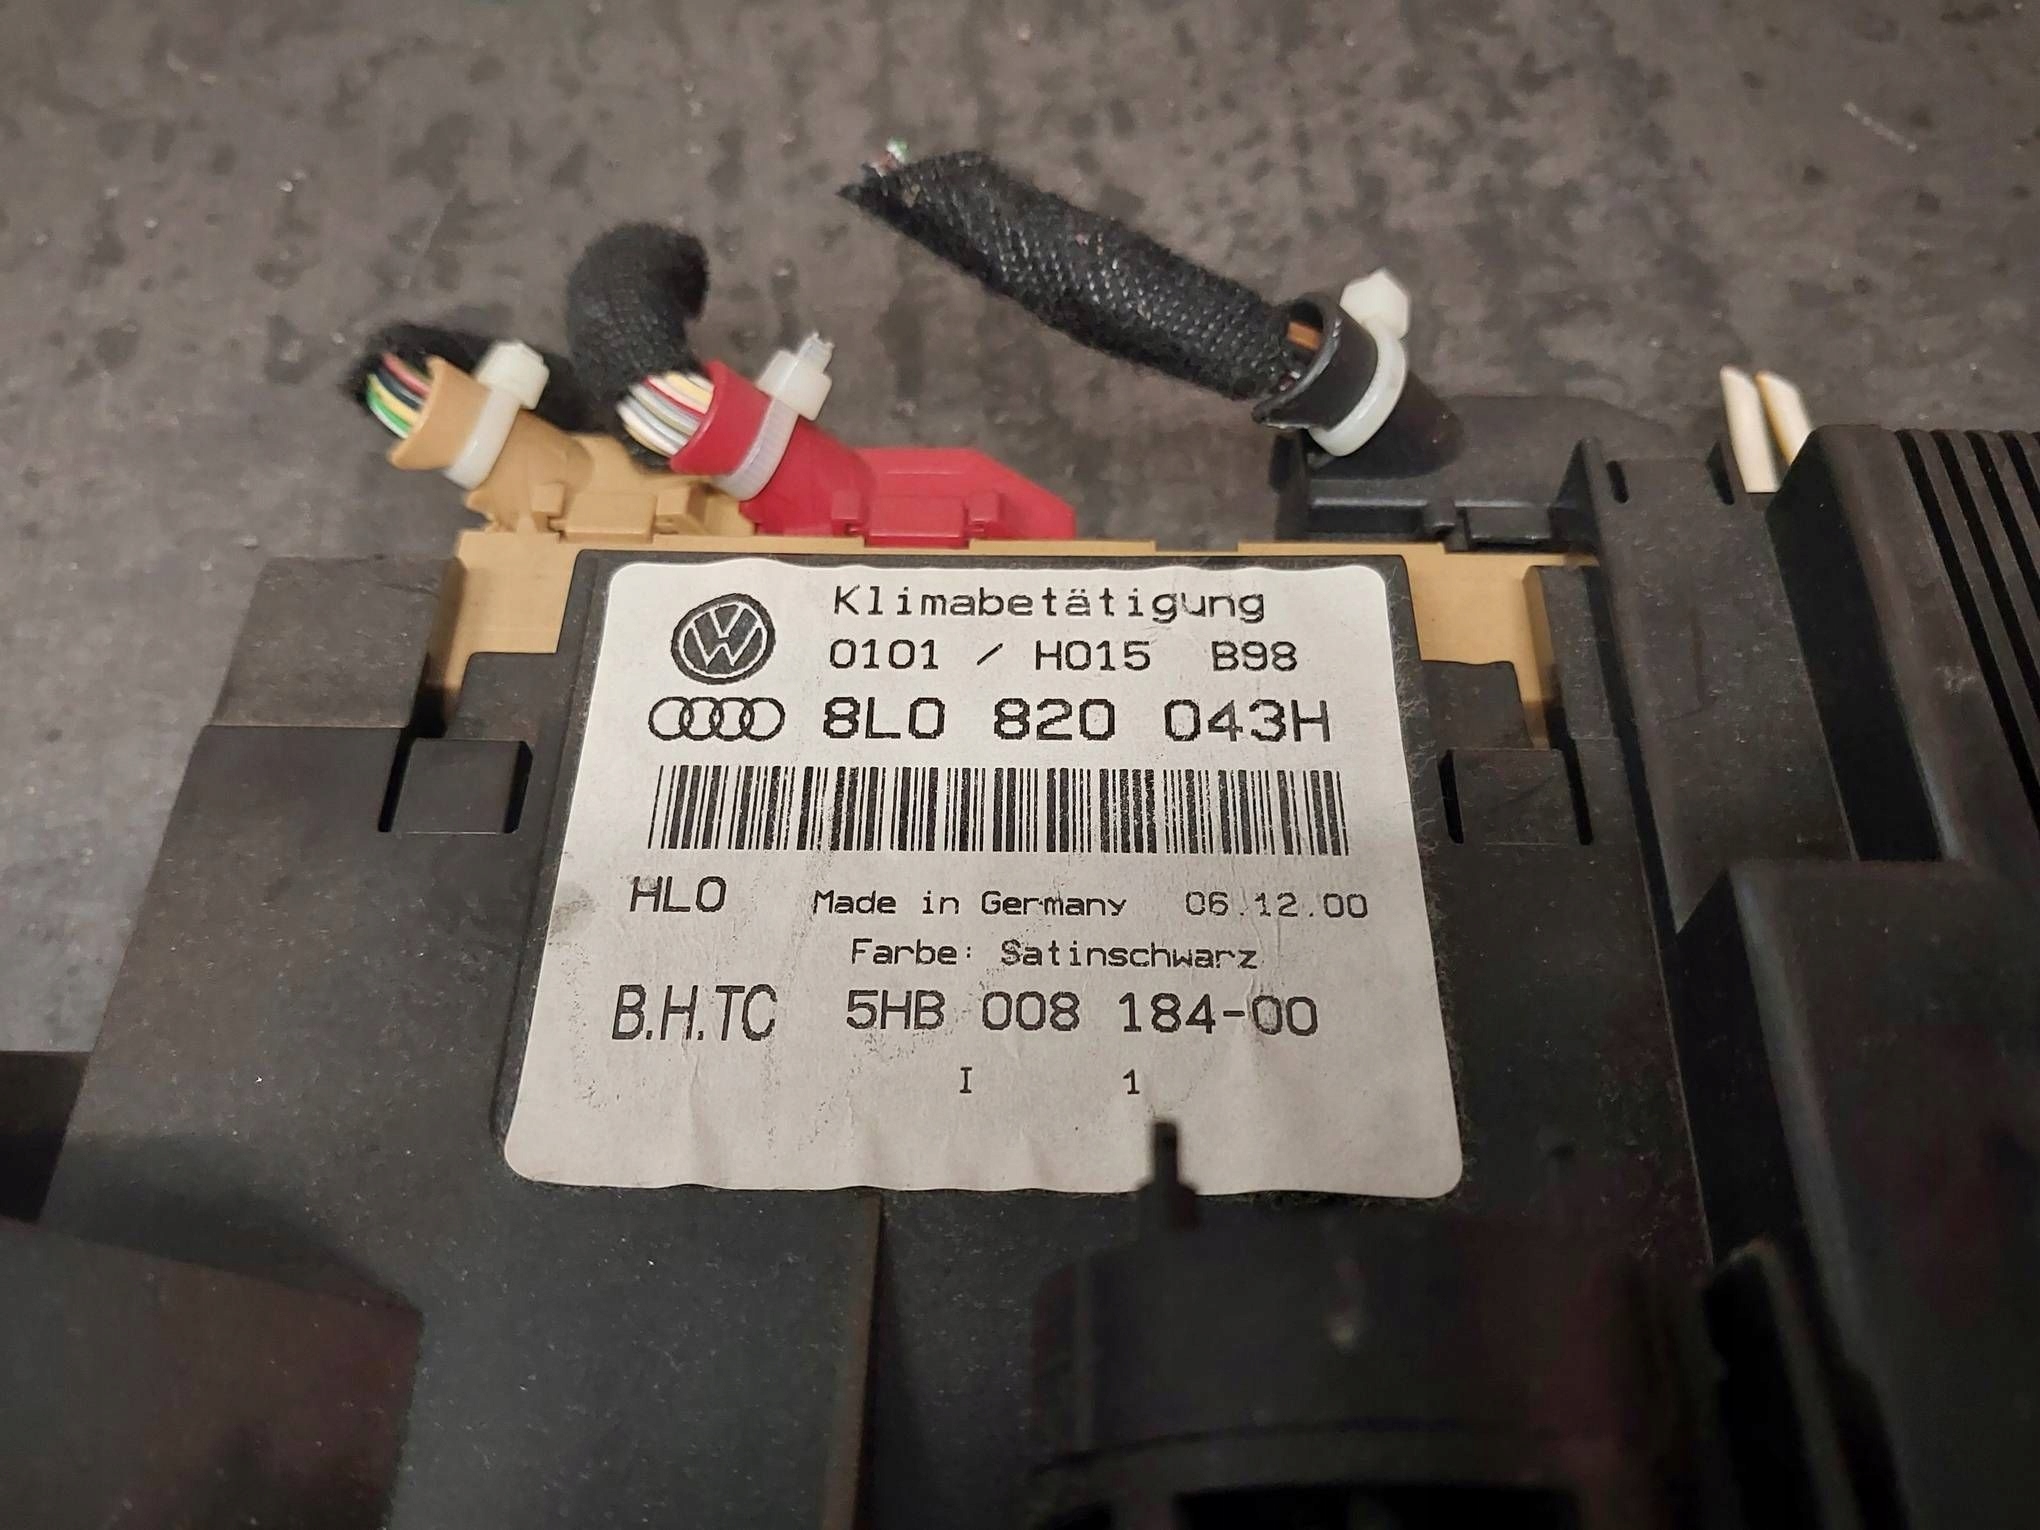 Klimabetätigung
0101 / H015 B98
8L0 820 043H
HLO Made in Germany 06.12.00
Farbe: Satinschwarz
B.H.TC 5HB 008 184-00
I 1